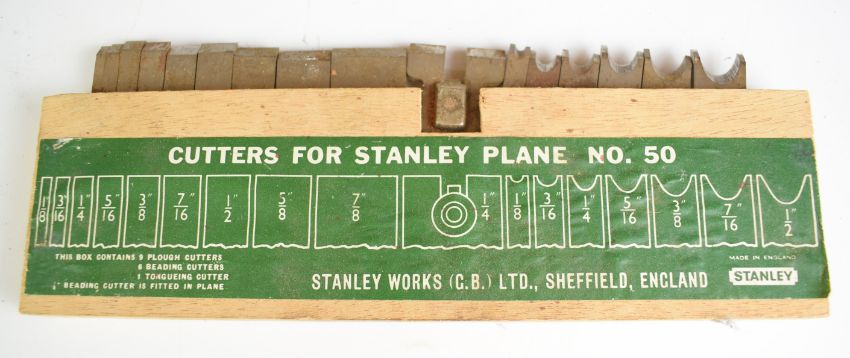 CUTTERS FOR STANLEY PLANE NO. 50
1/8" 3/16" 1/4" 5/16" 3/8" 7/16" 1/2" 5/8" 7/8" 1/4" 1/8" 3/16" 1/4" 5/16" 3/8" 7/16" 1/2"
THIS BOX CONTAINS 9 PLOUGH CUTTERS
6 BEADING CUTTERS
1 TONGUEING CUTTER
BEADING CUTTER IS FITTED IN PLANE
STANLEY WORKS (G.B.) LTD., SHEFFIELD, ENGLAND
MADE IN ENGLAND
STANLEY